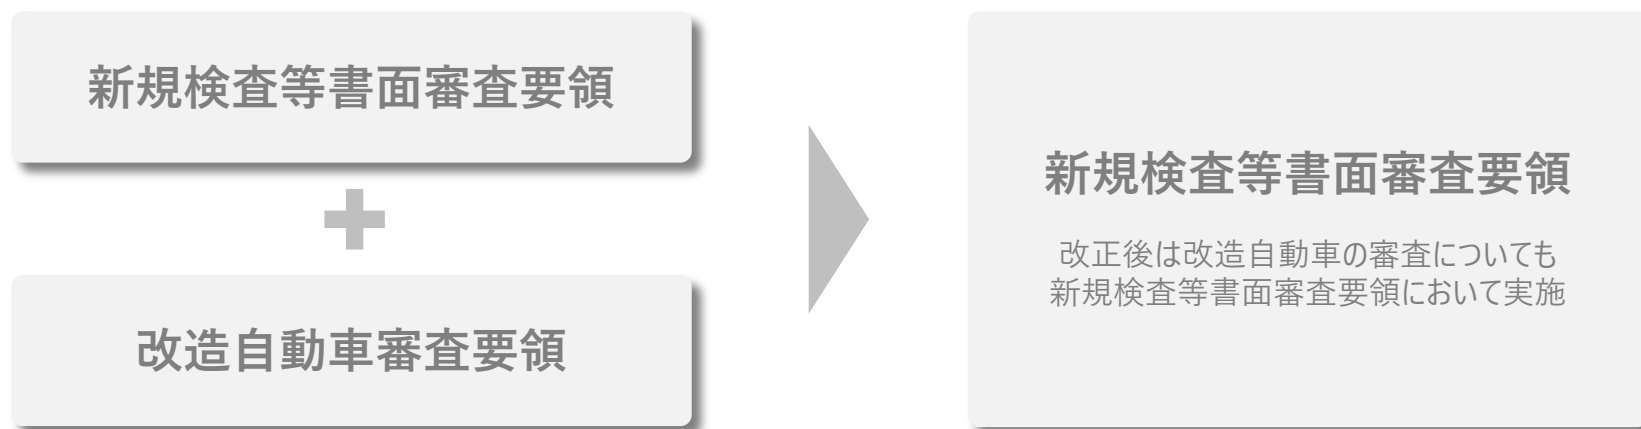 新規検査等書面審査要領
改造自動車審査要領
新規検査等書面審査要領
改正後は改造自動車の審査についても
新規検査等書面審査要領において実施